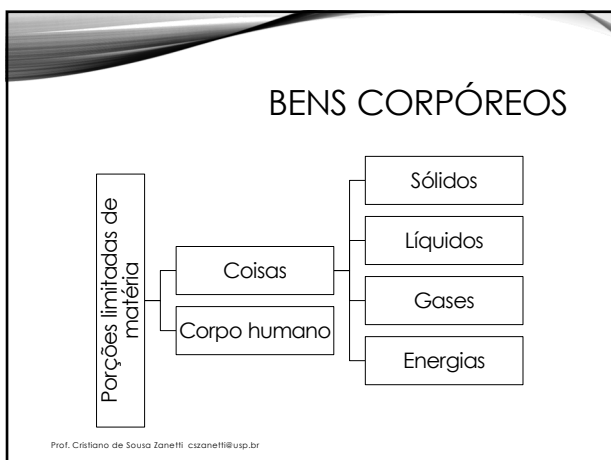 BENS CORPÓREOS
Porções limitadas de
matéria
Coisas
Corpo humano
Sólidos
Líquidos
Gases
Energias
Prof. Cristiano de Sousa Zanetti cszanetti@usp.br